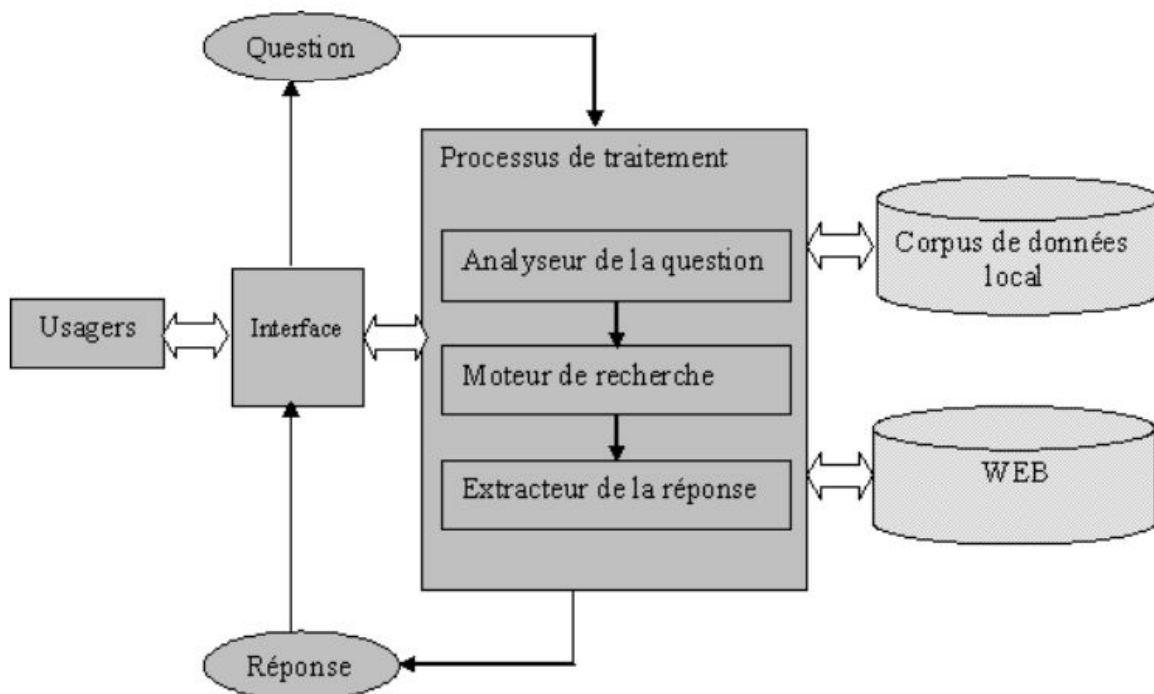 Question
Processus de traitement
Analyseur de la question
Corpus de données
local
Usagers
Interface
Moteur de recherche
Extracteur de la réponse
WEB
Réponse